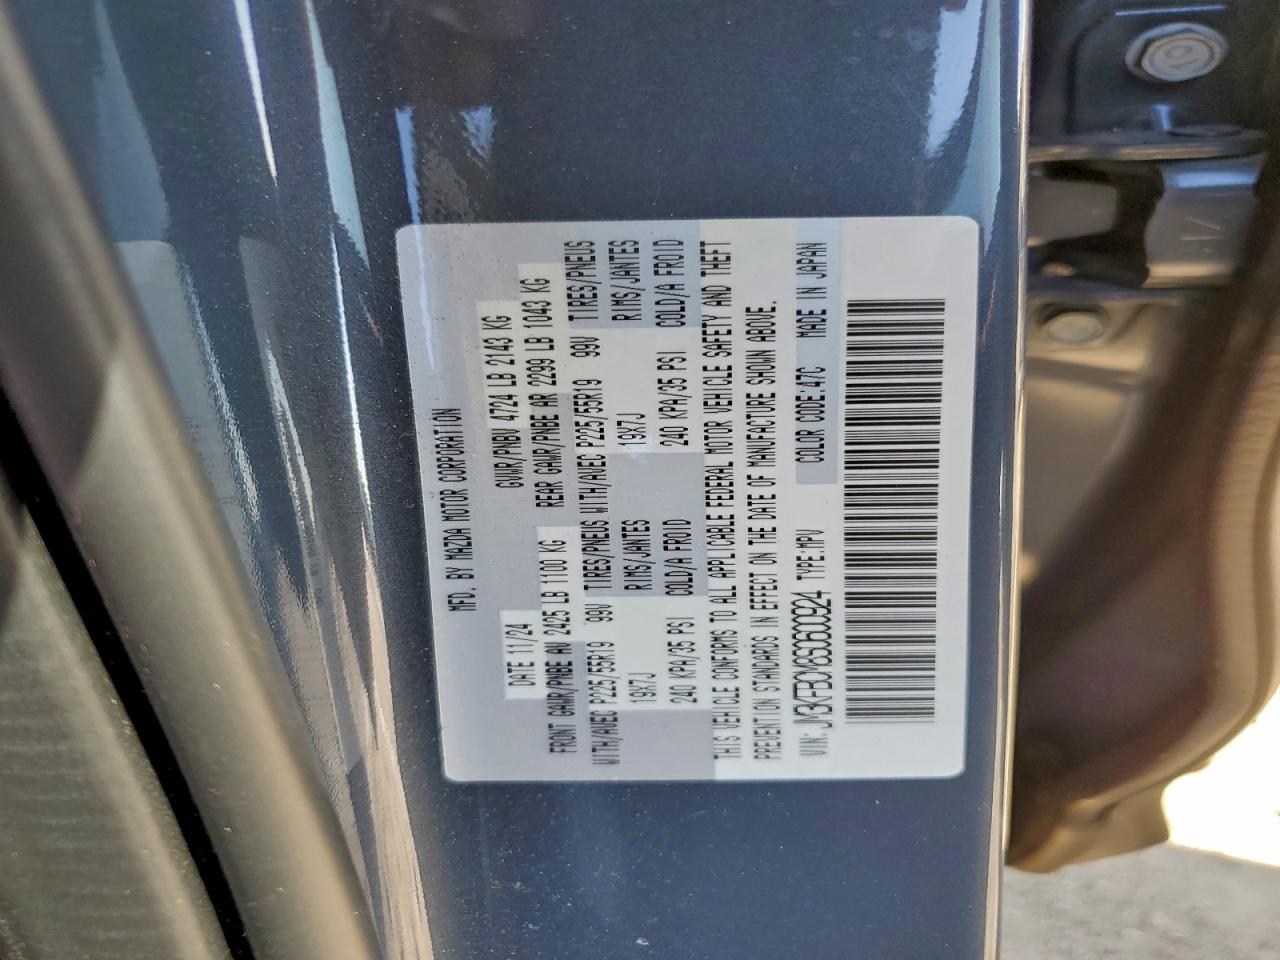 MFD. BY MAZDA MOTOR CORPORATION
DATE 11/24 GVWR/PNBV 4724 LB 2143 KG
FRONT GAWR/PNBE AV 2425 LB 1100 KG REAR GAWR/PNBE AR 2299 LB 1043 KG
WITH/AVEC P225/55R19 99V TIRES/PNEUS WITH/AVEC P225/55R19 99V TIRES/PNEUS
19X7J RIMS/JANTES 19X7J RIMS/JANTES
240 KPA/35 PSI COLD/A FROID 240 KPA/35 PSI COLD/A FROID
THIS VEHICLE CONFORMS TO ALL APPLICABLE FEDERAL MOTOR VEHICLE SAFETY AND THEFT
PREVENTION STANDARDS IN EFFECT ON THE DATE OF MANUFACTURE SHOWN ABOVE.
VIN: JM3KFBCM8S0600924 TYPE:MPV COLOR CODE:47C MADE IN JAPAN